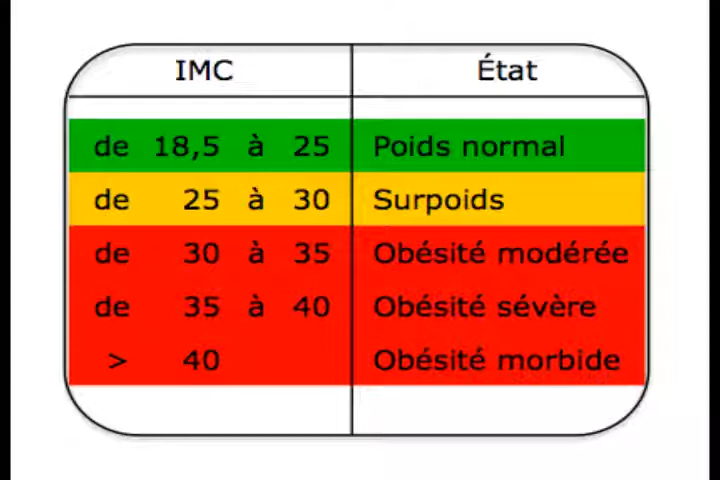 IMC État
de 18,5 à 25 Poids normal
de 25 à 30 Surpoids
de 30 à 35 Obésité modérée
de 35 à 40 Obésité sévère
> 40 Obésité morbide